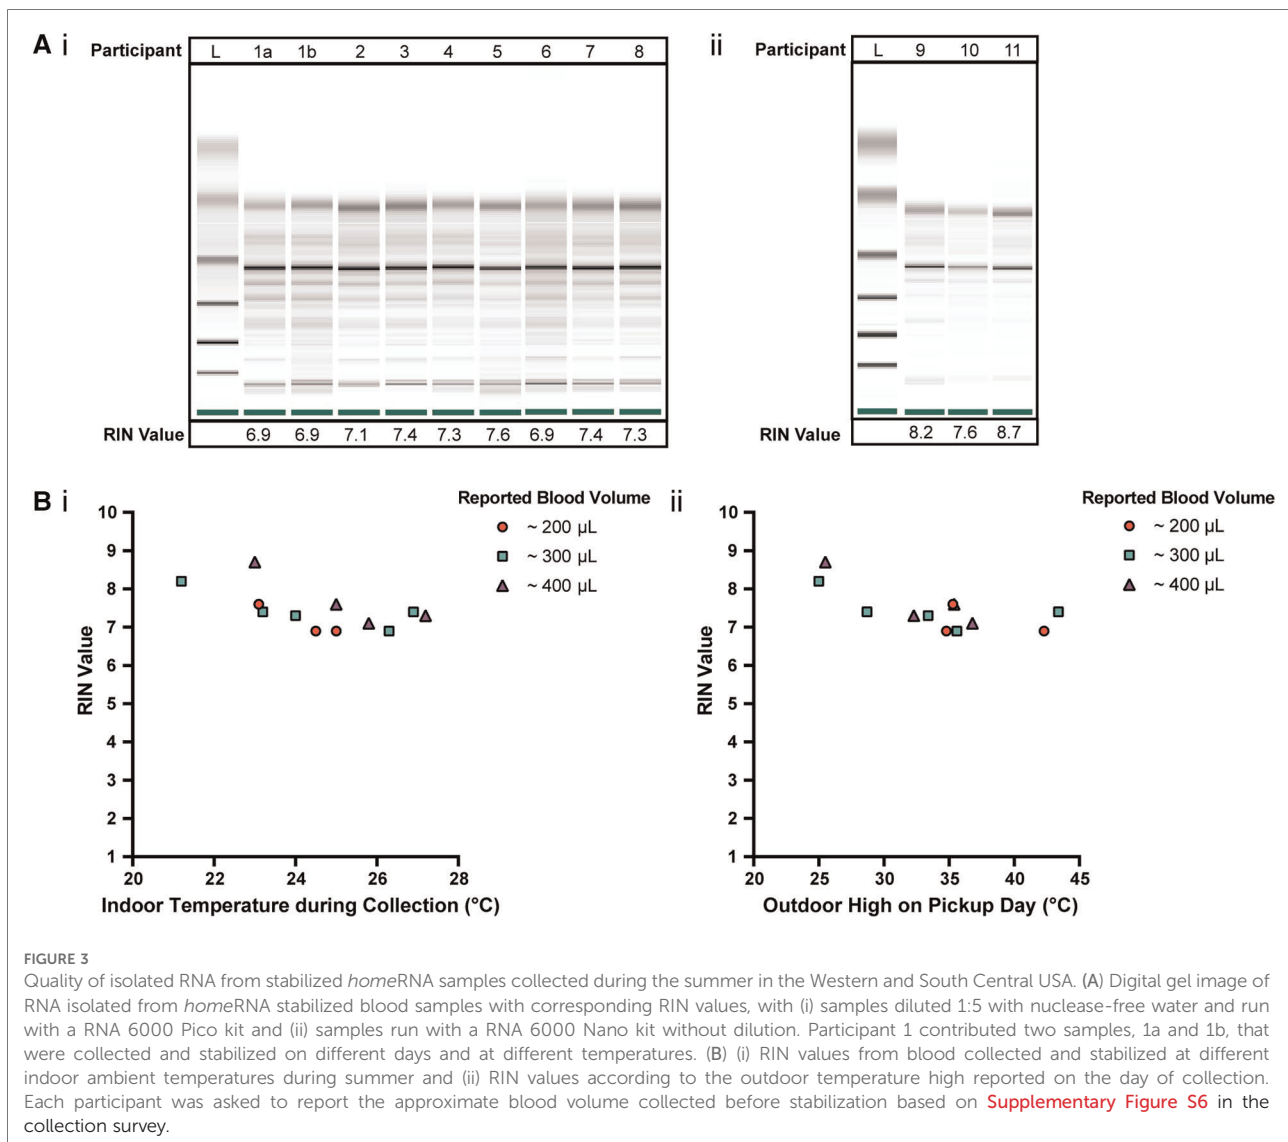 A i
Participant L 1a 1b 2 3 4 5 6 7 8
RIN Value 6.9 6.9 7.1 7.4 7.3 7.6 6.9 7.4 7.3
ii
Participant L 9 10 11
RIN Value 8.2 7.6 8.7
B i
Reported Blood Volume
~ 200 µL
~ 300 µL
~ 400 µL
RIN Value
10
9
8
7
6
5
4
3
2
1
20 22 24 26 28
Indoor Temperature during Collection (°C)
ii
Reported Blood Volume
~ 200 µL
~ 300 µL
~ 400 µL
RIN Value
10
9
8
7
6
5
4
3
2
1
20 25 30 35 40 45
Outdoor High on Pickup Day (°C)
FIGURE 3
Quality of isolated RNA from stabilized homeRNA samples collected during the summer in the Western and South Central USA. (A) Digital gel image of
RNA isolated from homeRNA stabilized blood samples with corresponding RIN values, with (i) samples diluted 1:5 with nuclease-free water and run
with a RNA 6000 Pico kit and (ii) samples run with a RNA 6000 Nano kit without dilution. Participant 1 contributed two samples, 1a and 1b, that
were collected and stabilized on different days and at different temperatures. (B) (i) RIN values from blood collected and stabilized at different
indoor ambient temperatures during summer and (ii) RIN values according to the outdoor temperature high reported on the day of collection.
Each participant was asked to report the approximate blood volume collected before stabilization based on Supplementary Figure S6 in the
collection survey.